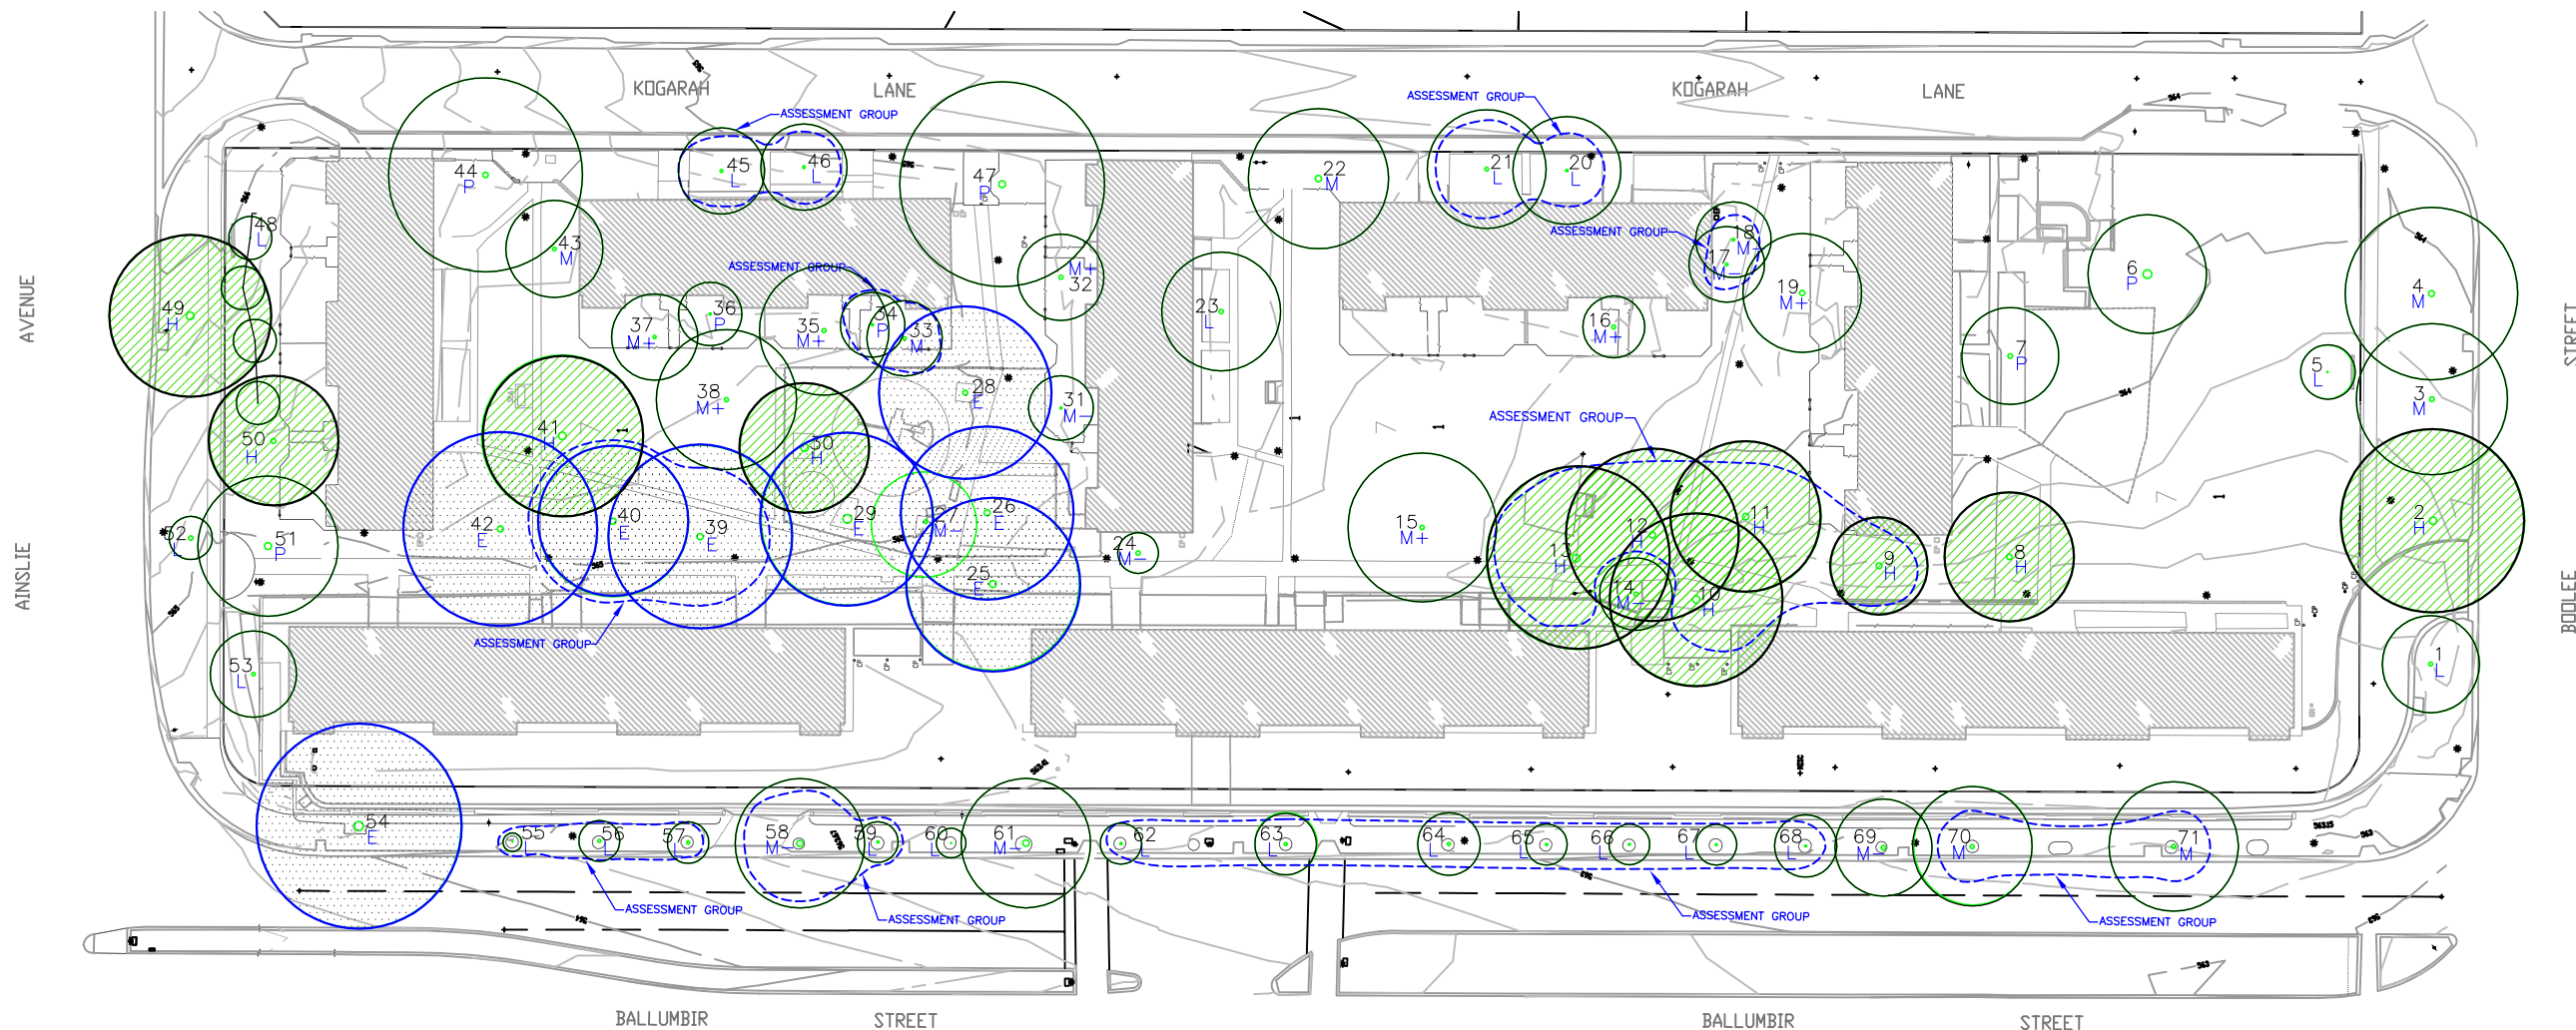 KOGARAH LANE KOGARAH LANE
ASSESSMENT GROUP
ASSESSMENT GROUP
44 P
45 L
46 L
47 P
22 M
21 L
20 L
48 L
43 M
ASSESSMENT GROUP
ASSESSMENT GROUP
M+ 32
18 M-
17 M-
19 M+
6 P
4 M
AVENUE
STREET
49 H
37 M+
36 P
35 M+
34 P
33 M
23 L
16 M+
7 P
5 L
3 M
38 M+
28 E
31 M-
ASSESSMENT GROUP
50 H
41 H
30 H
42 E
40 E
39 E
29 E
27 M-
26 E
25 E
24 M-
15 M+
13 H
12 H
11 H
14 M-
10 H
9 H
8 H
2 H
52 L
51 P
AINSLIE
BOOLEE
ASSESSMENT GROUP
53 L
1 L
54 E
55 L
56 L
57 L
58 M-
59 L
60 L
61 M-
62 L
63 L
64 L
65 L
66 L
67 L
68 L
69 M-
70 M
71 M
ASSESSMENT GROUP
ASSESSMENT GROUP
ASSESSMENT GROUP
ASSESSMENT GROUP
BALLUMBIR STREET BALLUMBIR STREET